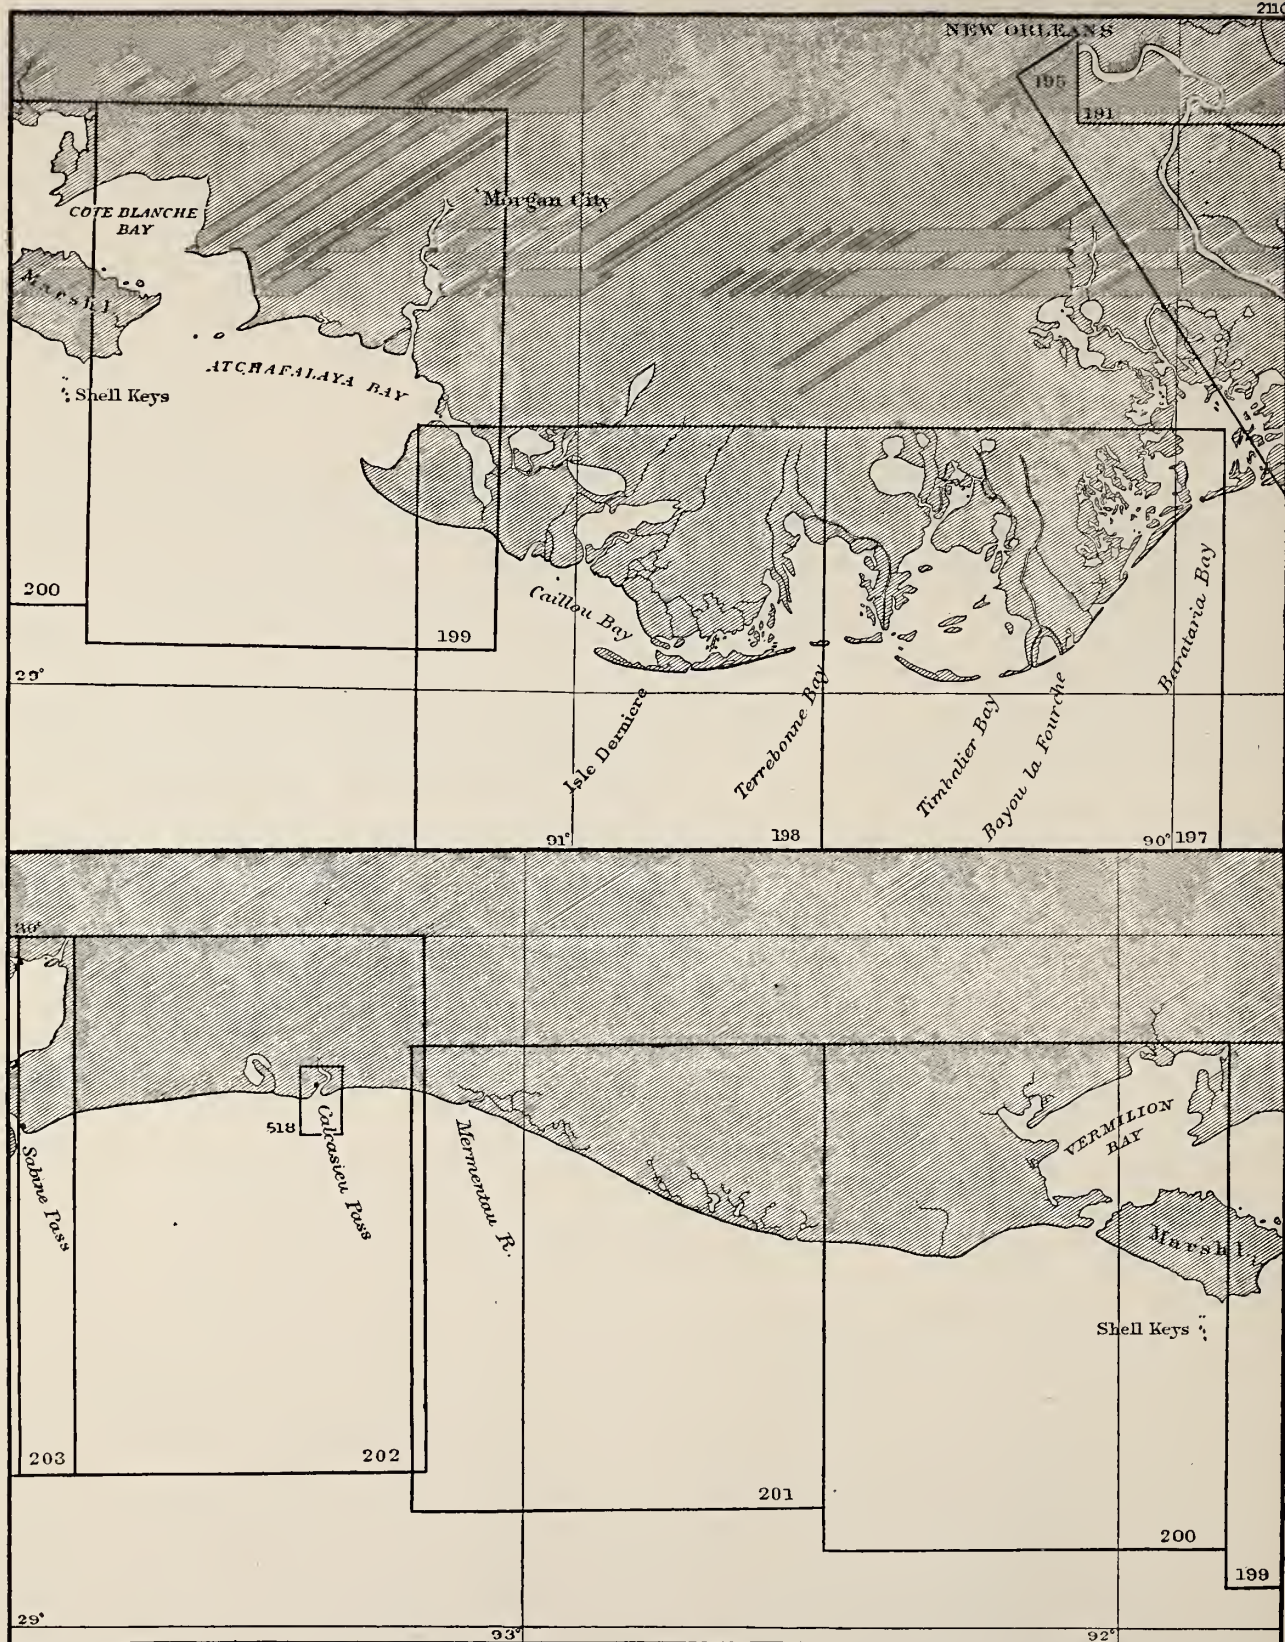 2110
NEW ORLEANS
195
191
Morgan City
COTE BLANCHE
BAY
Marsh I.
ATCHAFALAYA BAY
Shell Keys
200
Caillou Bay
199
29°
Isle Derniere
Terrebonne Bay
Timbalier Bay
Bayou la Fourche
Barataria Bay
91°
198
90°
197
30°
518
Sabine Pass
Calcasieu Pass
Mermentau R.
VERMILION
BAY
Marsh I.
Shell Keys
203
202
201
200
199
29°
93°
92°